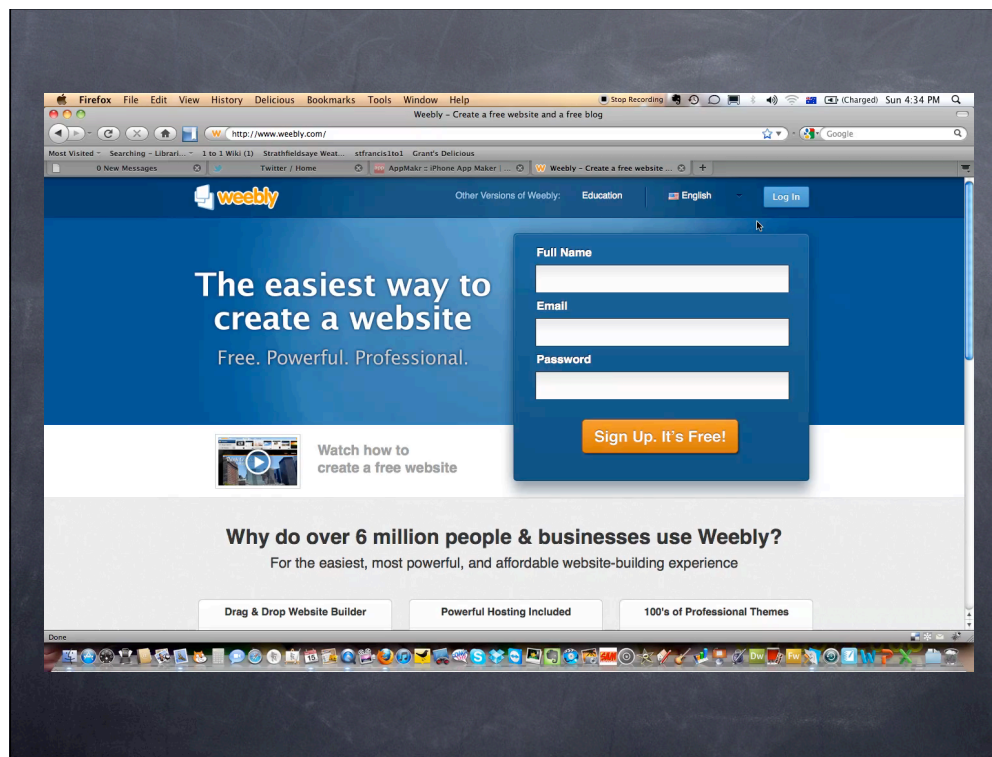 Firefox File Edit View History Delicious Bookmarks Tools Window Help Stop Recording (Charged) Sun 4:34 PM
Weebly – Create a free website and a free blog
http://www.weebly.com/ Google
Most Visited Searching – Librari... 1 to 1 Wiki (1) Strathfieldsaye Weat... stfrancis1to1 Grant's Delicious
0 New Messages Twitter / Home AppMakr :: iPhone App Maker | ... Weebly – Create a free website ...
weebly Other Versions of Weebly: Education English Log In
Full Name
The easiest way to
create a website
Email
Free. Powerful. Professional.
Password
Sign Up. It's Free!
Watch how to
create a free website
Why do over 6 million people & businesses use Weebly?
For the easiest, most powerful, and affordable website-building experience
Drag & Drop Website Builder Powerful Hosting Included 100's of Professional Themes
Done
Dw Fw